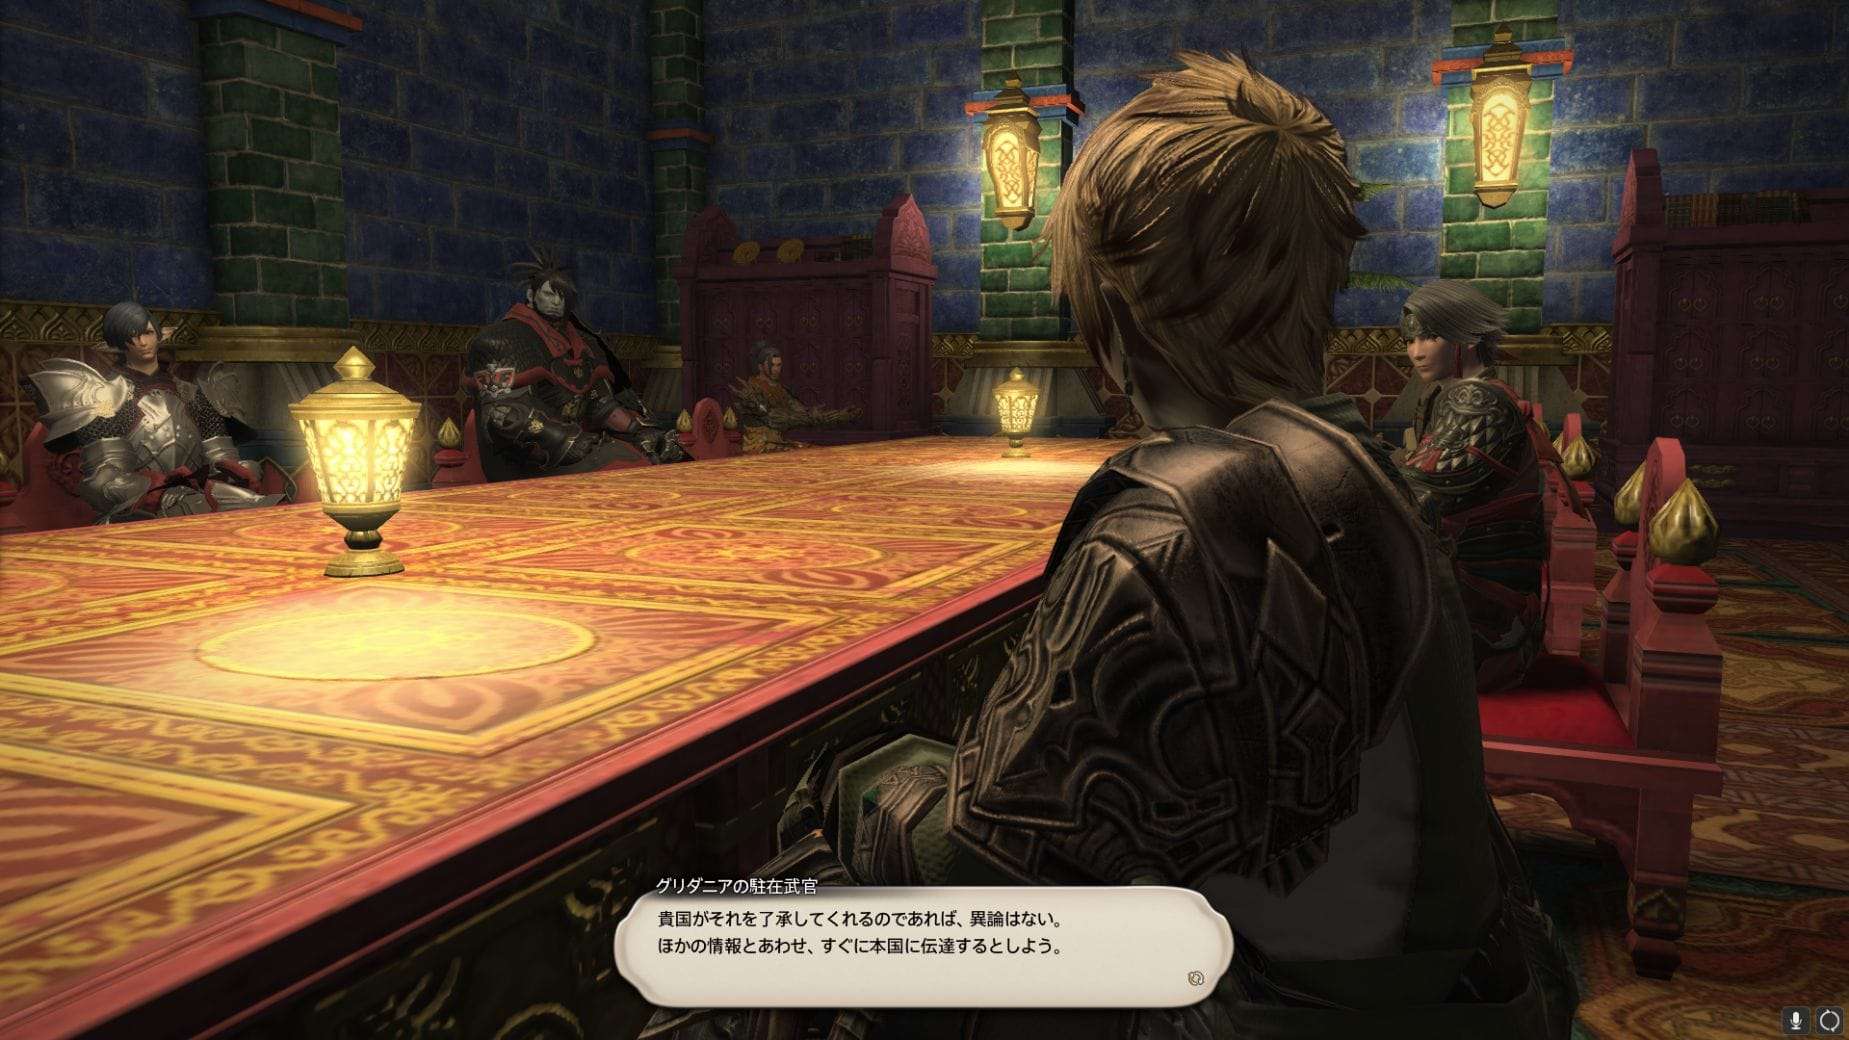 グリダニアの駐在武官
貴国がそれを了承してくれるのであれば、異論はない。
ほかの情報とあわせ、すぐに本国に伝達するとしよう。